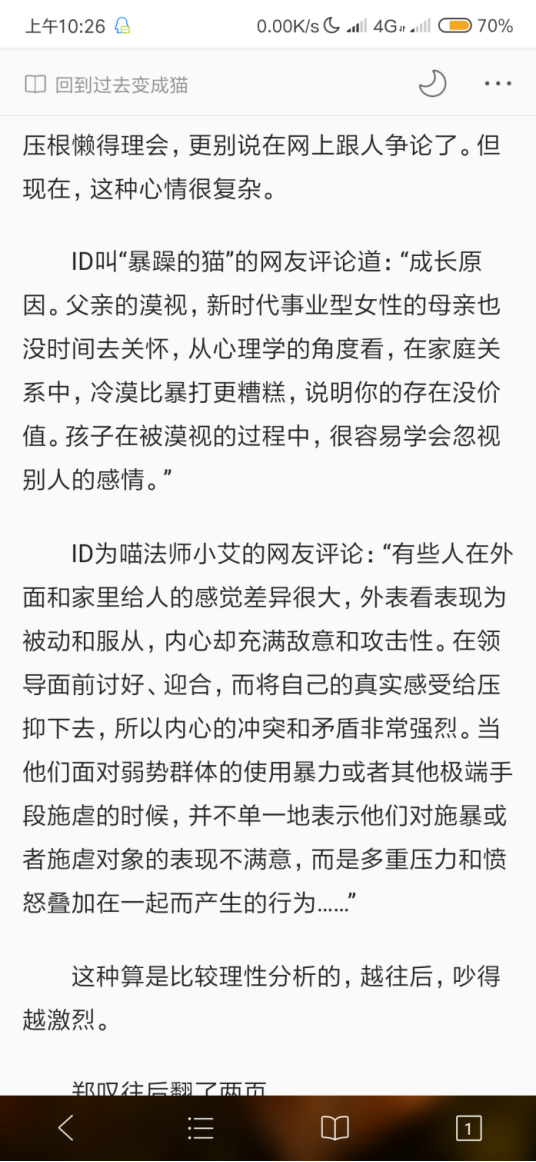 上午10:26 0.00K/s 4G 70%
回到过去变成猫
压根懒得理会，更别说在网上跟人争论了。但
现在，这种心情很复杂。
ID叫“暴躁的猫”的网友评论道：“成长原
因。父亲的漠视，新时代事业型女性的母亲也
没时间去关怀，从心理学的角度看，在家庭关
系中，冷漠比暴打更糟糕，说明你的存在没价
值。孩子在被漠视的过程中，很容易学会忽视
别人的感情。”
ID为喵法师小艾的网友评论：“有些人在外
面和家里给人的感觉差异很大，外表看表现为
被动和服从，内心却充满敌意和攻击性。在领
导面前讨好、迎合，而将自己的真实感受给压
抑下去，所以内心的冲突和矛盾非常强烈。当
他们面对弱势群体的使用暴力或者其他极端手
段施虐的时候，并不单一地表示他们对施暴或
者施虐对象的表现不满意，而是多重压力和愤
怒叠加在一起而产生的行为……”
这种算是比较理性分析的，越往后，吵得
越激烈。
郑叹往后翻了两页
1